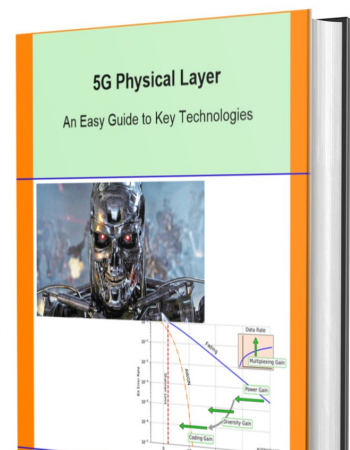 5G Physical Layer
An Easy Guide to Key Technologies
Data Rate
Fading
Multiplexing Gain
Bit Error Rate
AWGN
Power Gain
Diversity Gain
Coding Gain